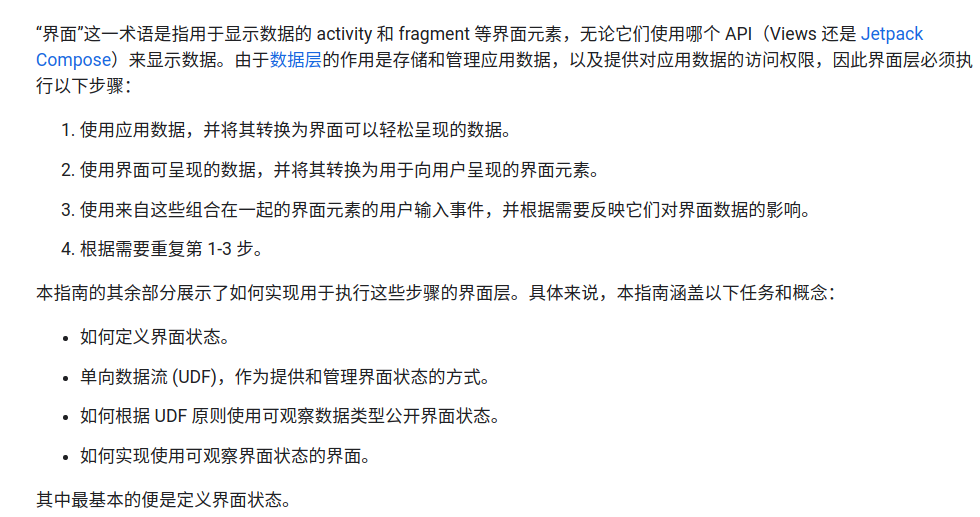 “界面”这一术语是指用于显示数据的 activity 和 fragment 等界面元素，无论它们使用哪个 API（Views 还是 Jetpack
Compose）来显示数据。由于数据层的作用是存储和管理应用数据，以及提供对应用数据的访问权限，因此界面层必须执
行以下步骤：
1. 使用应用数据，并将其转换为界面可以轻松呈现的数据。
2. 使用界面可呈现的数据，并将其转换为用于向用户呈现的界面元素。
3. 使用来自这些组合在一起的界面元素的用户输入事件，并根据需要反映它们对界面数据的影响。
4. 根据需要重复第 1-3 步。
本指南的其余部分展示了如何实现用于执行这些步骤的界面层。具体来说，本指南涵盖以下任务和概念：
• 如何定义界面状态。
• 单向数据流 (UDF)，作为提供和管理界面状态的方式。
• 如何根据 UDF 原则使用可观察数据类型公开界面状态。
• 如何实现使用可观察界面状态的界面。
其中最基本的便是定义界面状态。